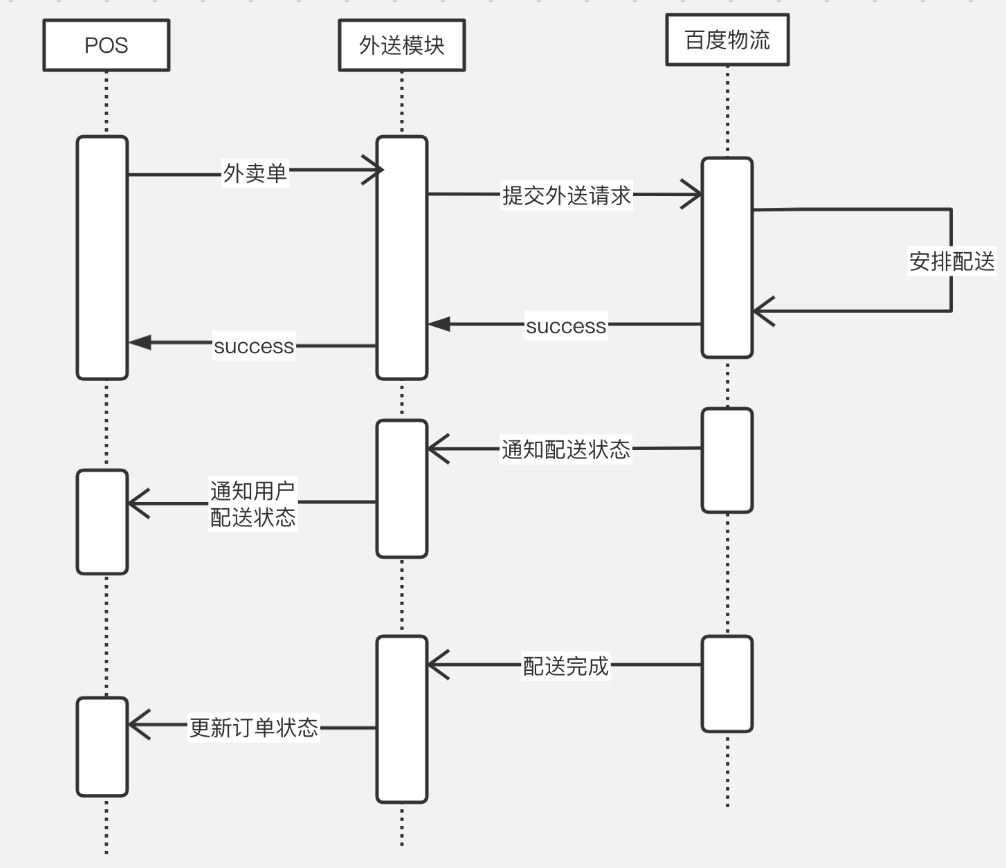 POS
外送模块
百度物流
外卖单
提交外送请求
安排配送
success
success
通知配送状态
通知用户
配送状态
配送完成
更新订单状态